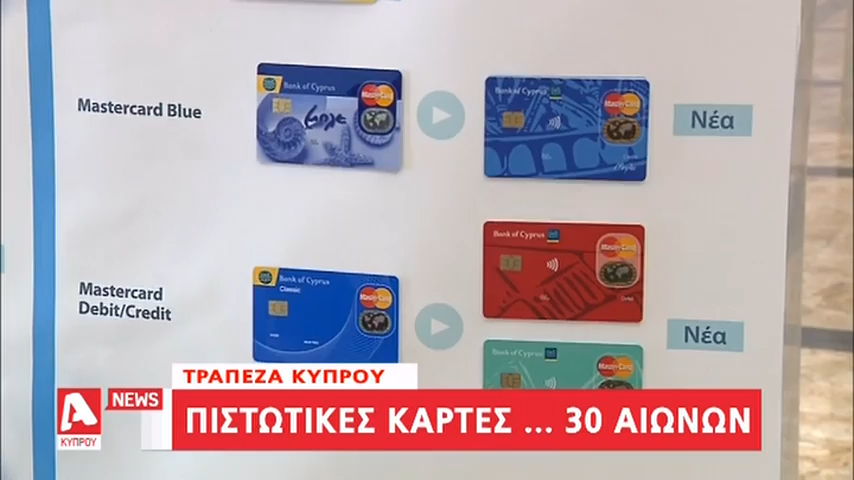 Mastercard Blue
Bank of Cyprus
MasterCard
Bank of Cyprus
MasterCard
Νέα
Bank of Cyprus
MasterCard
Debit
Mastercard
Debit/Credit
Bank of Cyprus
Classic
MasterCard
Νέα
Bank of Cyprus
MasterCard
ΤΡΑΠΕΖΑ ΚΥΠΡΟΥ
NEWS
ΚΥΠΡΟΥ
ΠΙΣΤΩΤΙΚΕΣ ΚΑΡΤΕΣ ... 30 ΑΙΩΝΩΝ